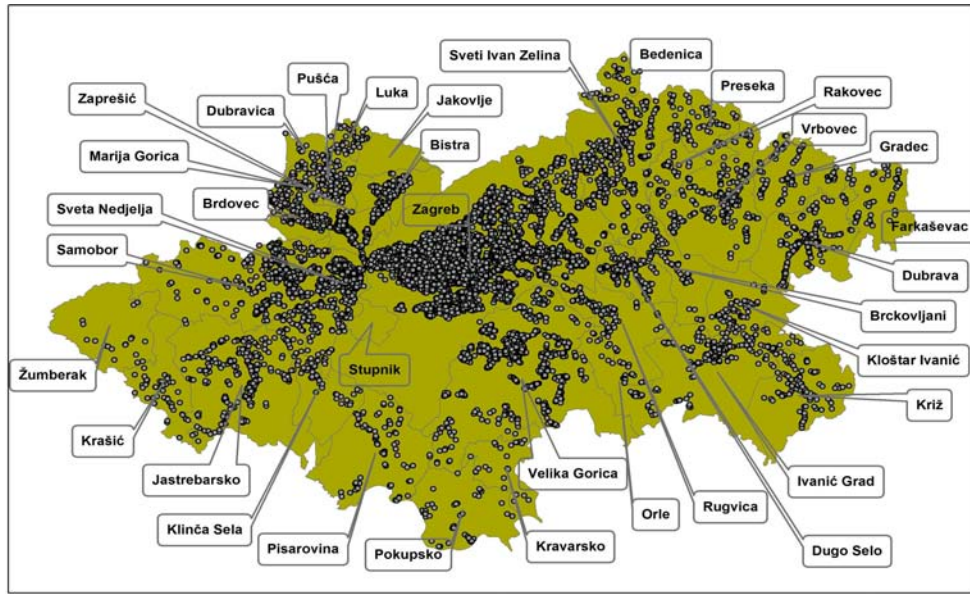 Sveti Ivan Zelina
Bedenica
Pušća
Luka
Preseka
Zaprešić
Jakovlje
Rakovec
Dubravica
Vrbovec
Marija Gorica
Bistra
Gradec
Brdovec
Zagreb
Sveta Nedjelja
Farkaševac
Samobor
Dubrava
Brckovljani
Kloštar Ivanić
Žumberak
Stupnik
Križ
Krašić
Jastrebarsko
Velika Gorica
Ivanić Grad
Klinča Sela
Orle
Rugvica
Pisarovina
Pokupsko
Kravarsko
Dugo Selo